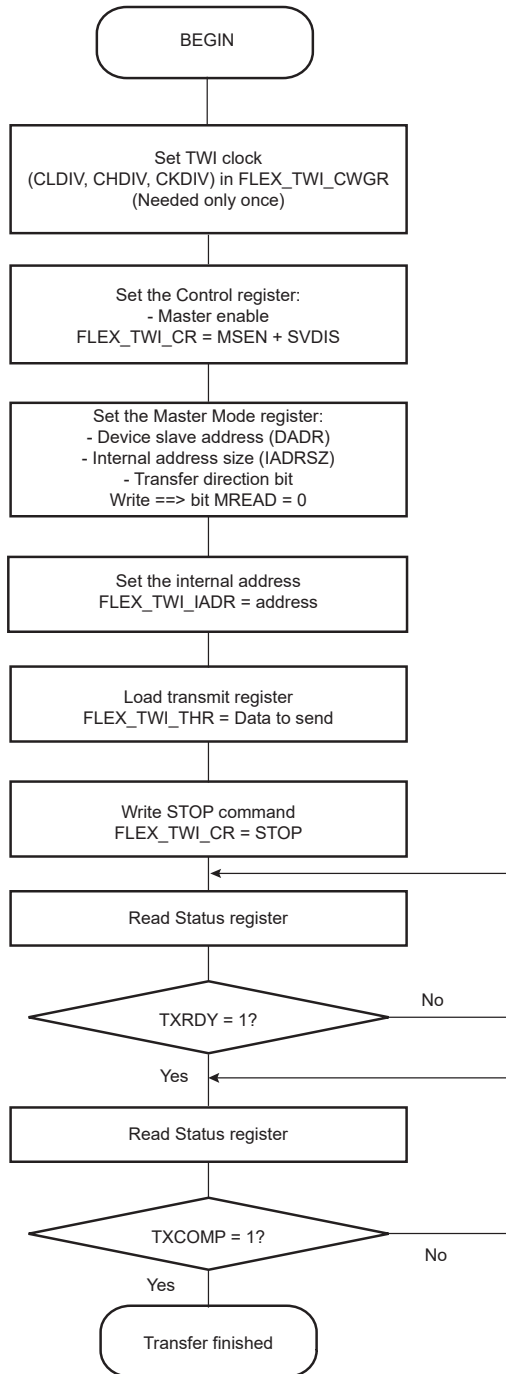 BEGIN
Set TWI clock
(CLDIV, CHDIV, CKDIV) in FLEX_TWI_CWGR
(Needed only once)
Set the Control register:
- Master enable
FLEX_TWI_CR = MSEN + SVDIS
Set the Master Mode register:
- Device slave address (DADR)
- Internal address size (IADRSZ)
- Transfer direction bit
Write ==> bit MREAD = 0
Set the internal address
FLEX_TWI_IADR = address
Load transmit register
FLEX_TWI_THR = Data to send
Write STOP command
FLEX_TWI_CR = STOP
Read Status register
No
TXRDY = 1?
Yes
Read Status register
TXCOMP = 1?
No
Yes
Transfer finished